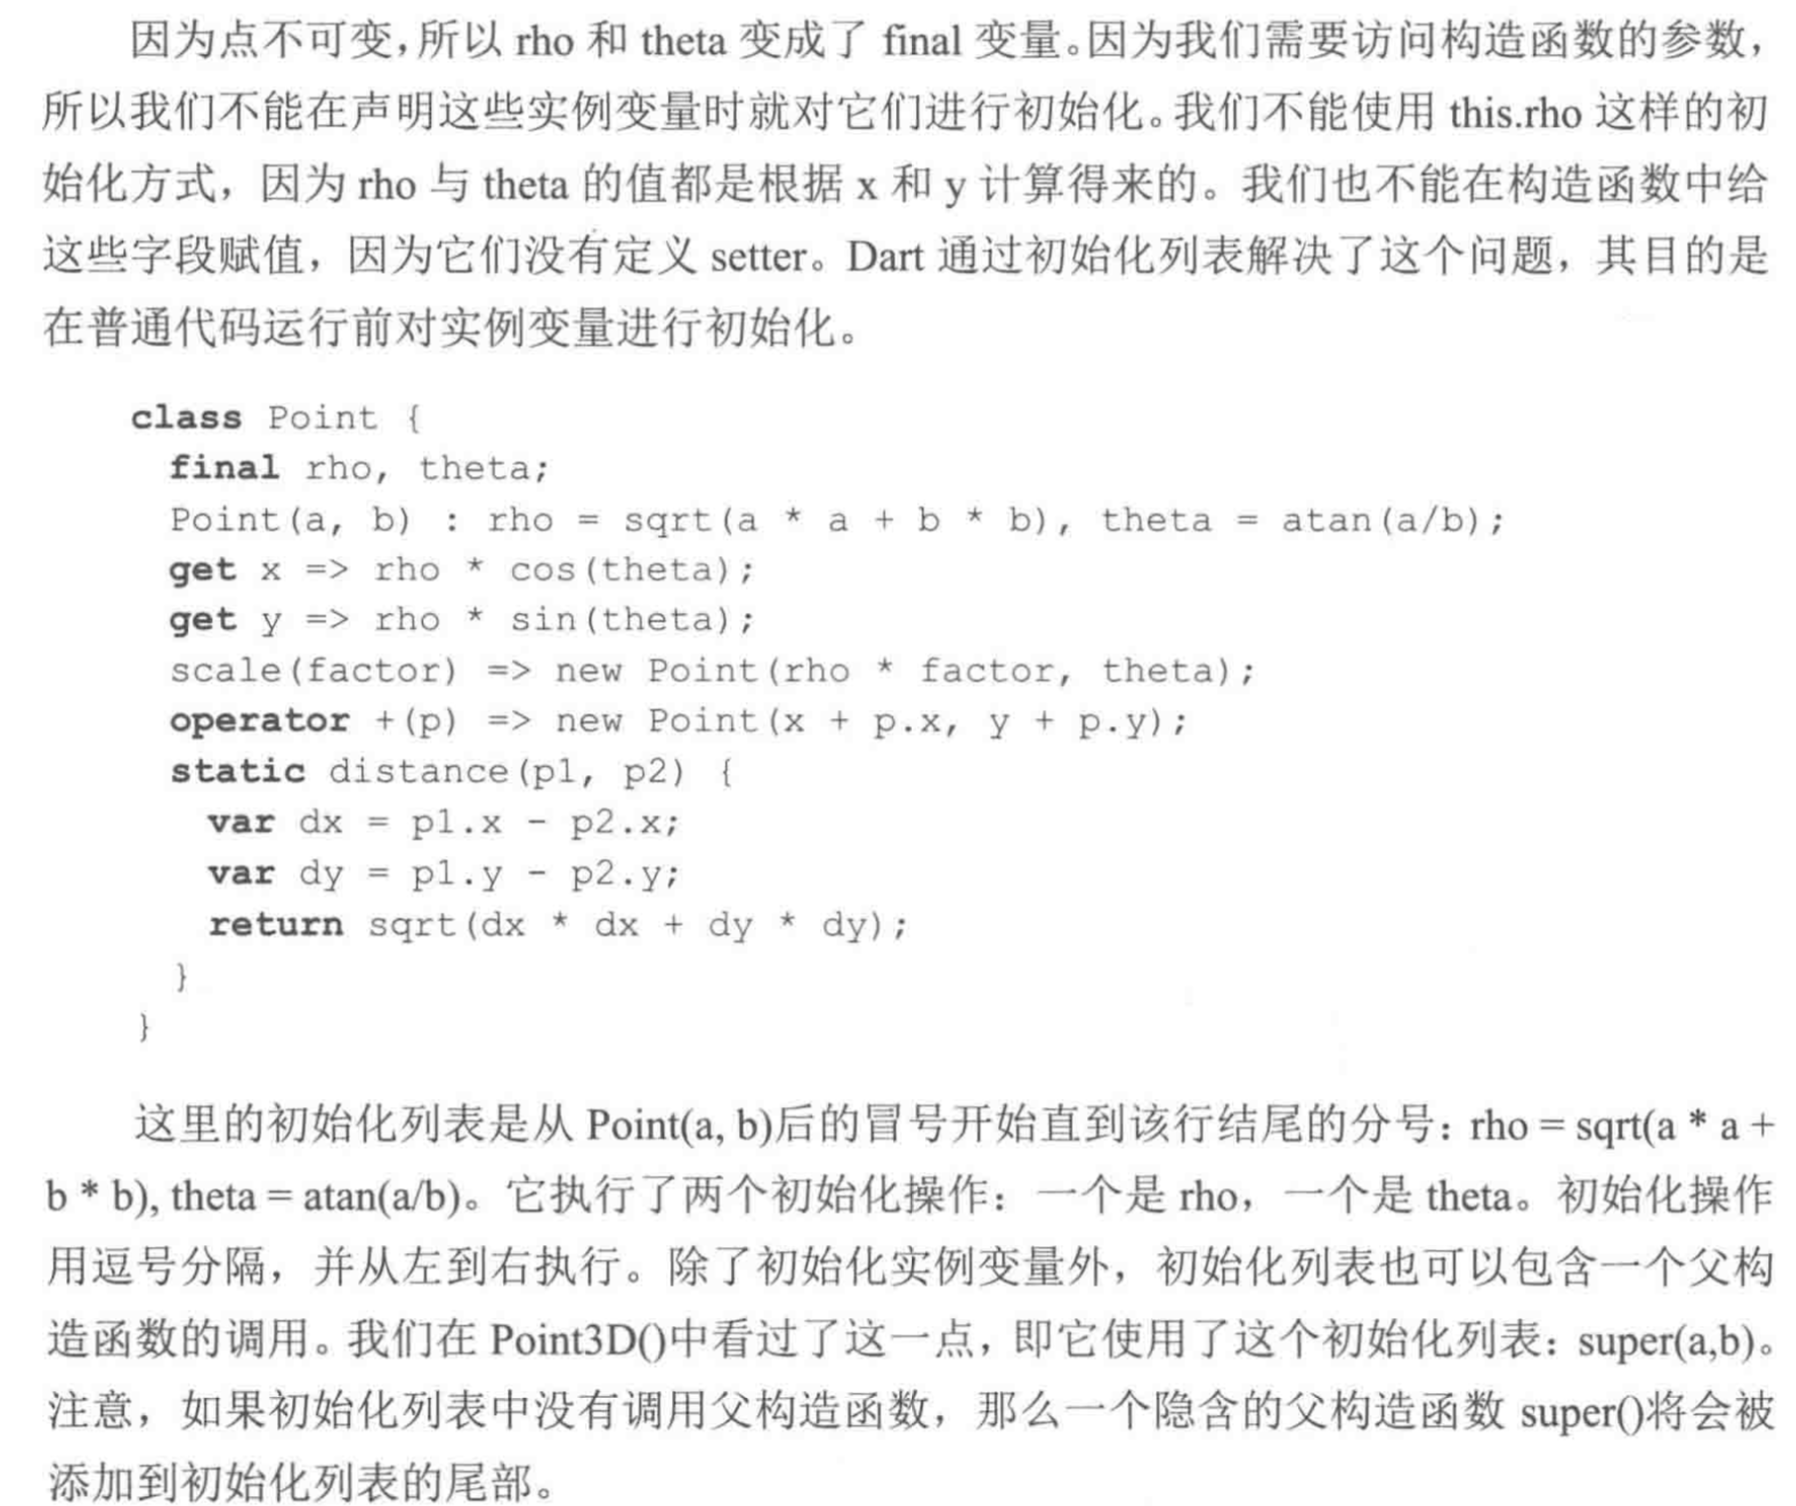 因为点不可变，所以 rho 和 theta 变成了 final 变量。因为我们需要访问构造函数的参数，
所以我们不能在声明这些实例变量时就对它们进行初始化。我们不能使用 this.rho 这样的初
始化方式，因为 rho 与 theta 的值都是根据 x 和 y 计算得来的。我们也不能在构造函数中给
这些字段赋值，因为它们没有定义 setter。Dart 通过初始化列表解决了这个问题，其目的是
在普通代码运行前对实例变量进行初始化。
class Point {
  final rho, theta;
  Point(a, b) : rho = sqrt(a * a + b * b), theta = atan(a/b);
  get x => rho * cos(theta);
  get y => rho * sin(theta);
  scale(factor) => new Point(rho * factor, theta);
  operator +(p) => new Point(x + p.x, y + p.y);
  static distance(p1, p2) {
    var dx = p1.x - p2.x;
    var dy = p1.y - p2.y;
    return sqrt(dx * dx + dy * dy);
  }
}
这里的初始化列表是从 Point(a, b)后的冒号开始直到该行结尾的分号：rho = sqrt(a * a +
b * b), theta = atan(a/b)。它执行了两个初始化操作：一个是 rho，一个是 theta。初始化操作
用逗号分隔，并从左到右执行。除了初始化实例变量外，初始化列表也可以包含一个父构
造函数的调用。我们在 Point3D()中看过了这一点，即它使用了这个初始化列表：super(a,b)。
注意，如果初始化列表中没有调用父构造函数，那么一个隐含的父构造函数 super()将会被
添加到初始化列表的尾部。